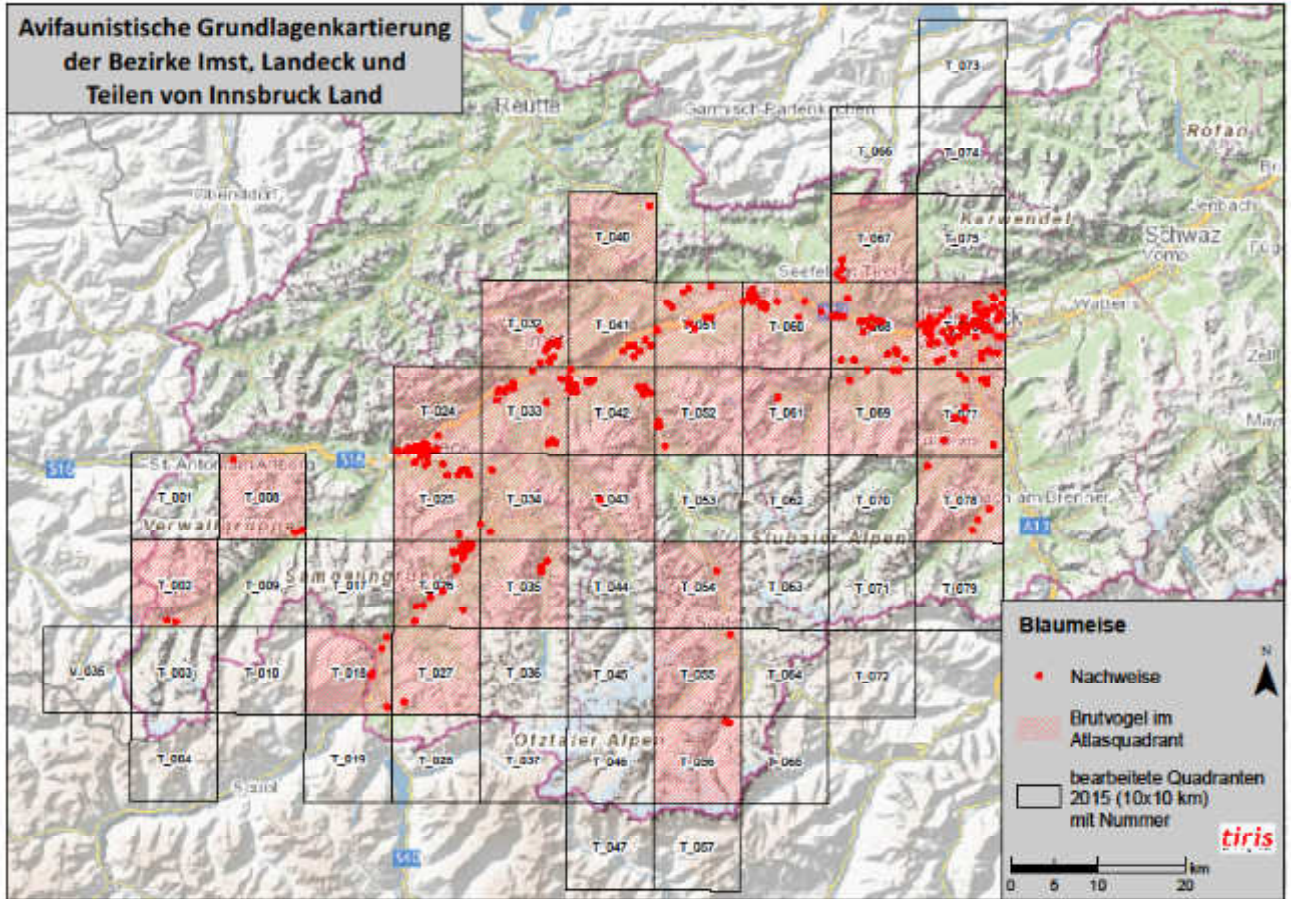 Avifaunistische Grundlagenkartierung
der Bezirke Imst, Landeck und
Teilen von Innsbruck Land
T_073
Reutte
Garmisch-Partenkirchen
Rofan
T_066
T_074
Jenbach
T_040
T_067
Karwendel
T_075
Schwaz
Vomp
T_032
T_041
T_051
T_060
T_068
Wattens
T_024
T_033
T_042
T_052
T_061
T_069
T_077
S16
St. Anton am Arlberg
S16
T_001
T_008
T_025
T_034
T_043
T_053
T_062
T_070
T_078
A13
Verwallgruppe
Stubaier Alpen
T_002
T_009
T_017
Samnaungruppe
T_026
T_035
T_044
T_054
T_063
T_071
T_079
V_035
T_003
T_010
T_018
T_027
T_036
T_045
T_055
T_064
T_072
T_004
T_019
T_028
T_037
Ötztaler Alpen
T_046
T_056
T_065
S40
T_047
T_057
Blaumeise
N
Nachweise
Brutvogel im
Atlasquadrant
bearbeitete Quadranten
2015 (10x10 km)
mit Nummer
tiris
km
0 5 10 20